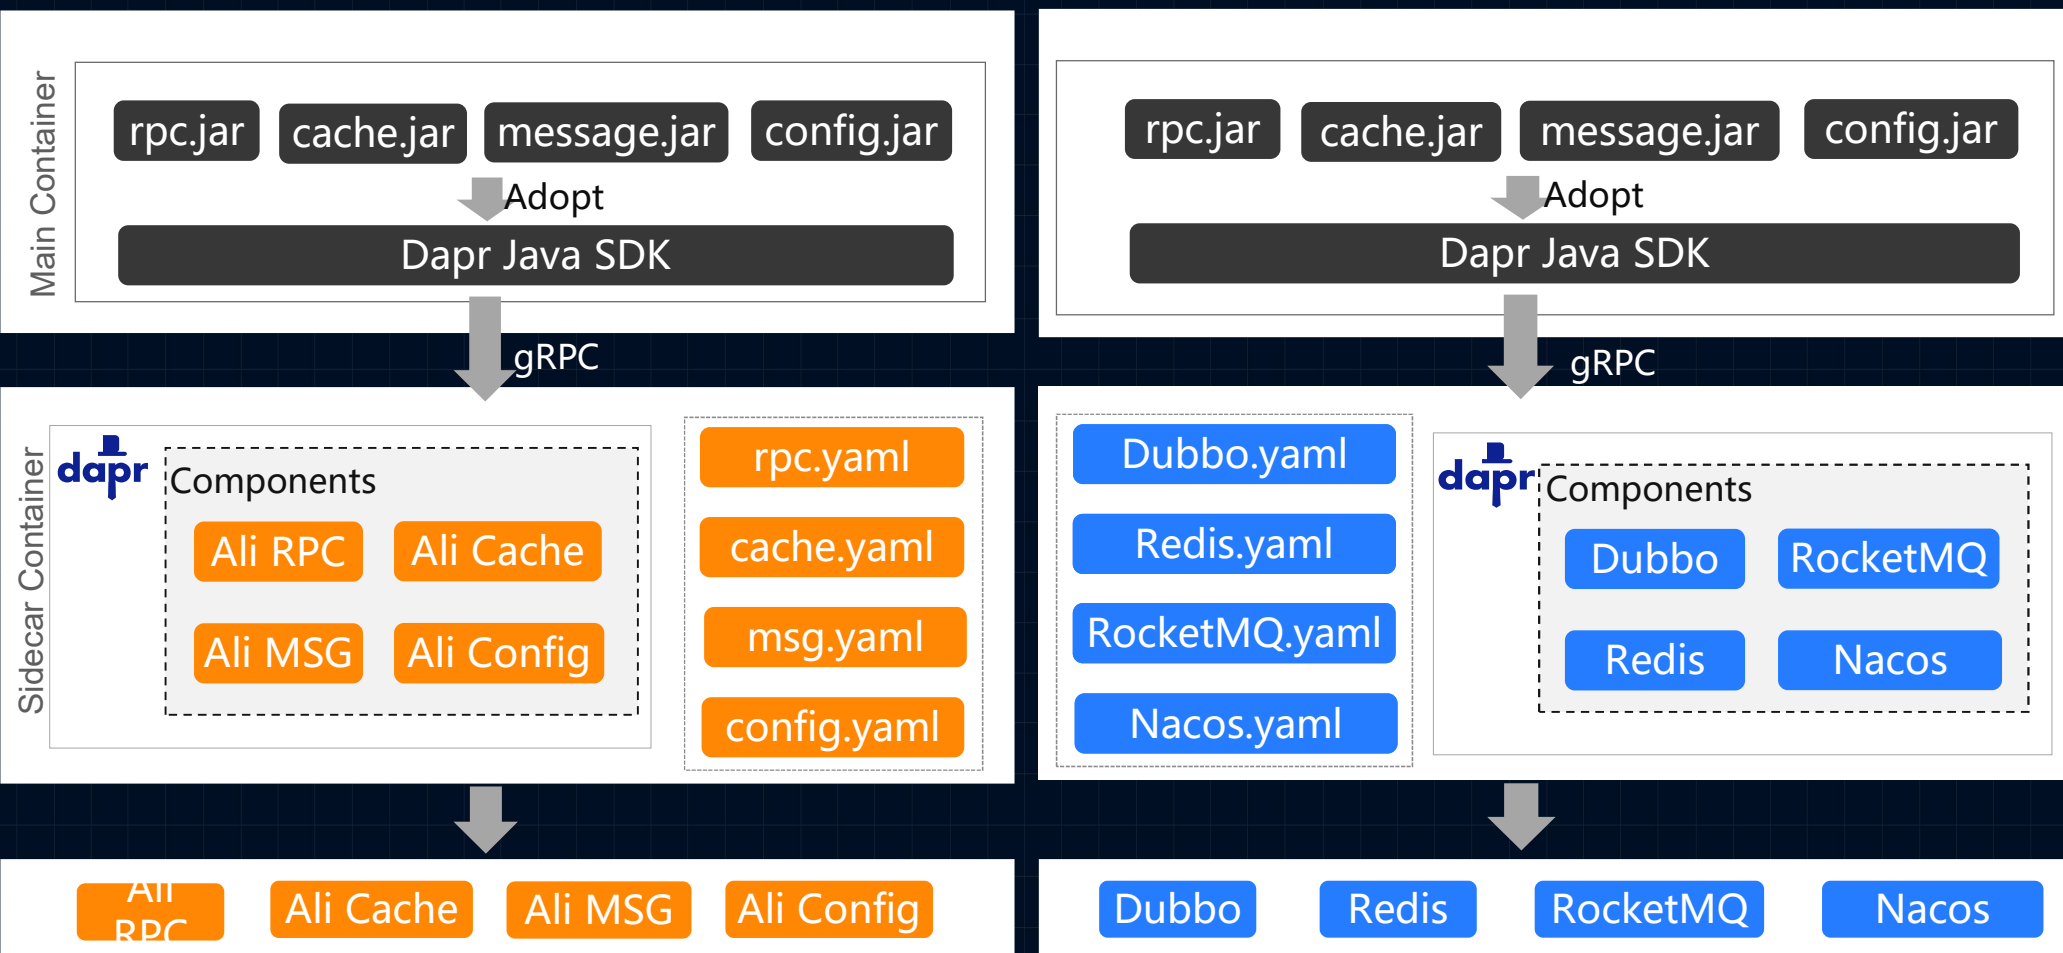 Main Container
rpc.jar
cache.jar
message.jar
config.jar
Adopt
Dapr Java SDK
gRPC
Sidecar Container
dapr
Components
Ali RPC
Ali Cache
Ali MSG
Ali Config
rpc.yaml
cache.yaml
msg.yaml
config.yaml
Ali
RPC
Ali Cache
Ali MSG
Ali Config
rpc.jar
cache.jar
message.jar
config.jar
Adopt
Dapr Java SDK
gRPC
Dubbo.yaml
Redis.yaml
RocketMQ.yaml
Nacos.yaml
dapr
Components
Dubbo
RocketMQ
Redis
Nacos
Dubbo
Redis
RocketMQ
Nacos